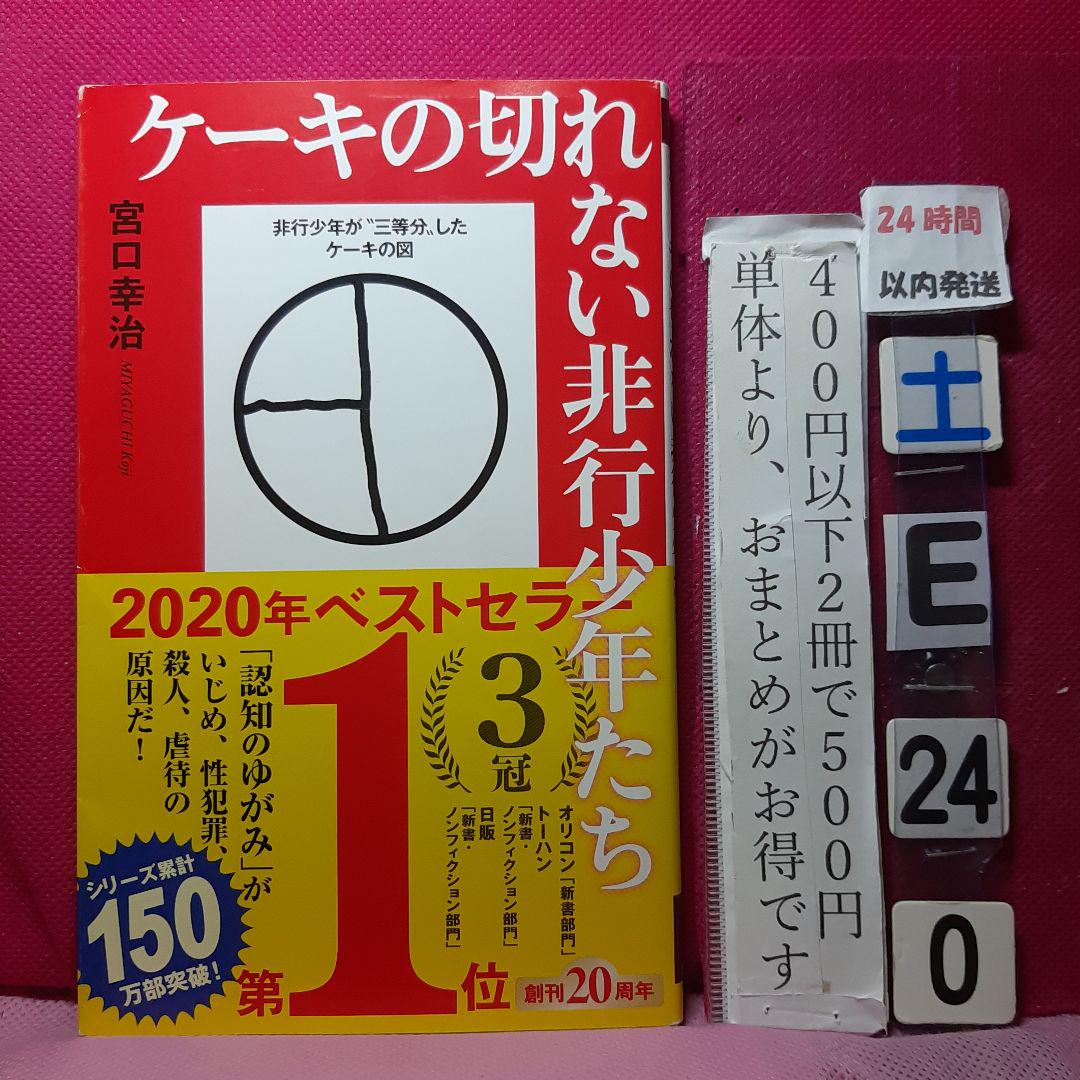 ケーキの切れない非行少年たち
宮口幸治
MIYAGUCHI Koji
非行少年が〝三等分〟した
ケーキの図
2020年ベストセラー
第1位
「認知のゆがみ」が
いじめ、性犯罪、
殺人、虐待の
原因だ!
3冠
オリコン「新書部門」
トーハン
「新書・
ノンフィクション部門」
日販
「新書・
ノンフィクション部門」
シリーズ累計
150
万部突破!
創刊20周年
400円以下2冊で500円
単体より、おまとめがお得です
24時間
以内発送
土
E
24
0